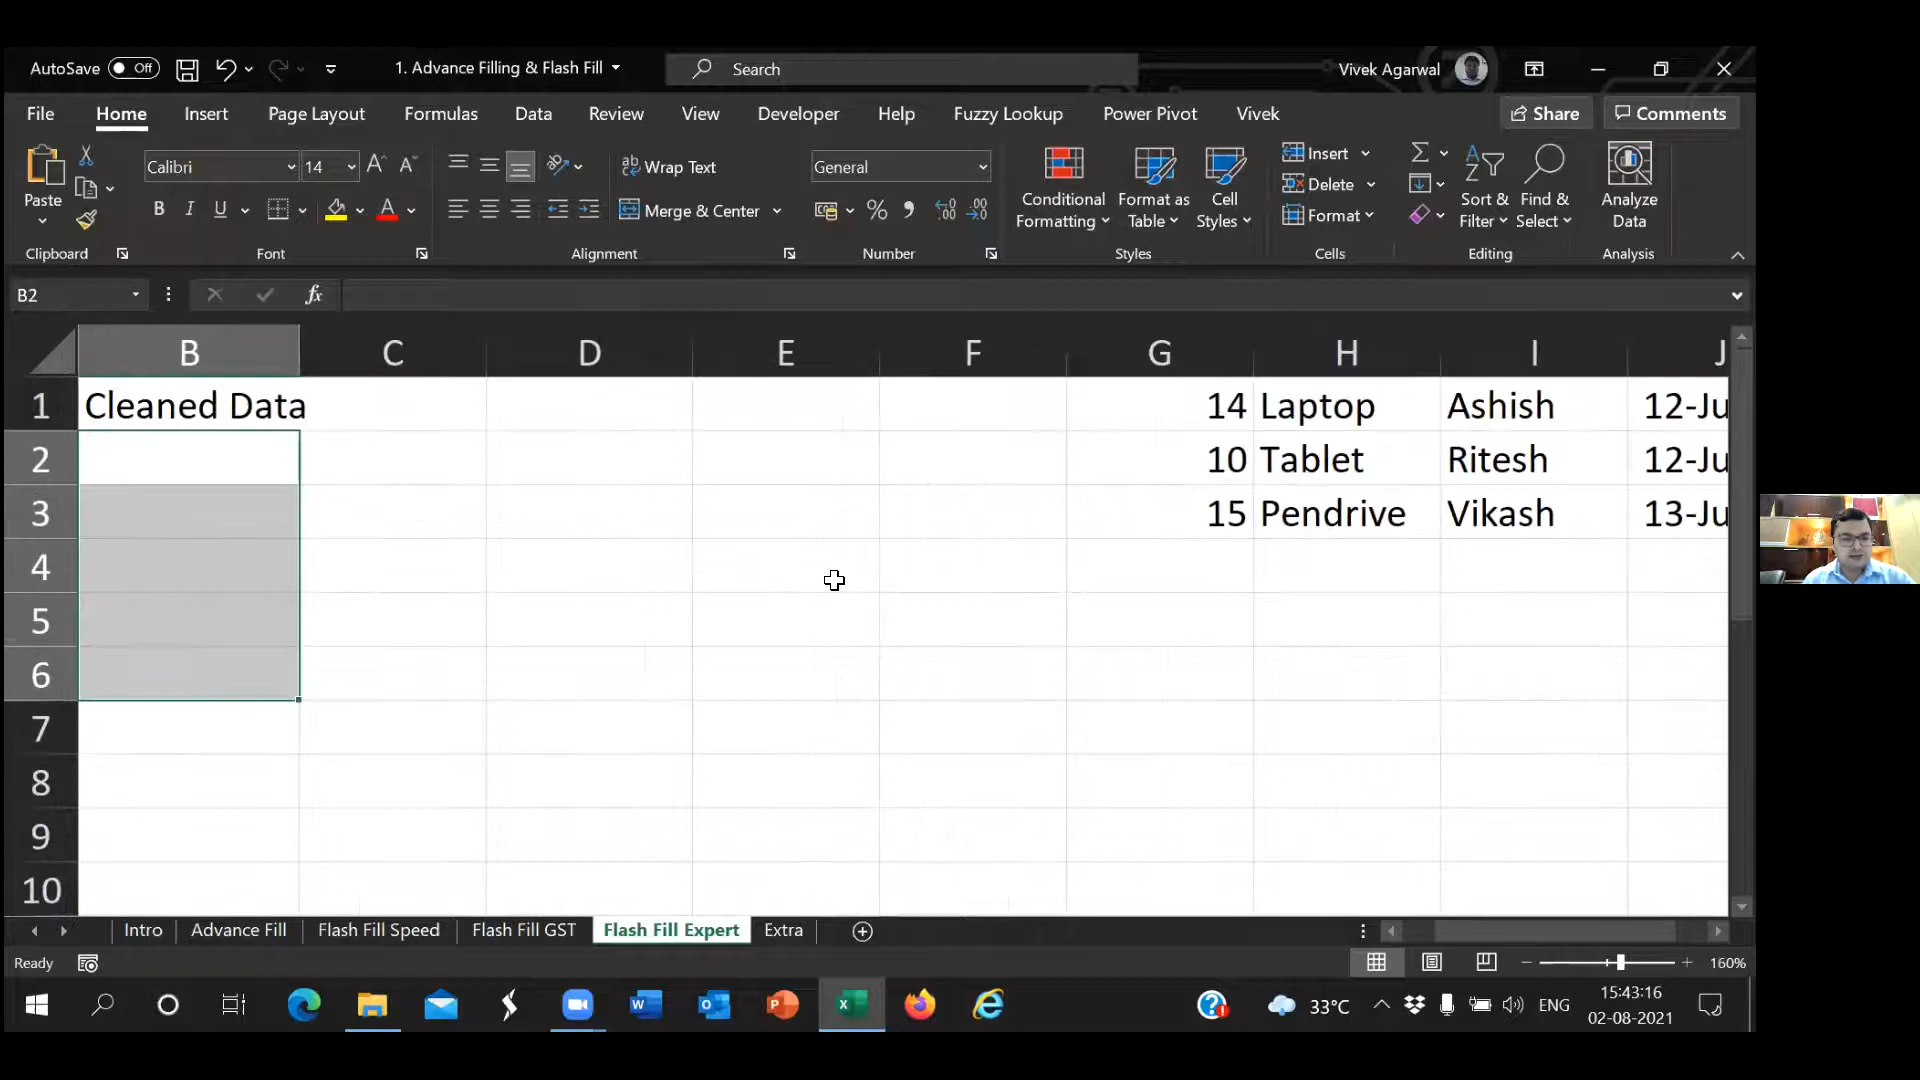 AutoSave Off 1. Advance Filling & Flash Fill Search Vivek Agarwal
File Home Insert Page Layout Formulas Data Review View Developer Help Fuzzy Lookup Power Pivot Vivek Share Comments
Paste
Clipboard
Calibri 14
B I U
Font
Wrap Text
Merge & Center
Alignment
General
Number
Conditional Formatting
Format as Table
Cell Styles
Styles
Insert
Delete
Format
Cells
Sort & Filter
Find & Select
Editing
Analyze Data
Analysis
B2 fx
B C D E F G H I J
1 Cleaned Data 14 Laptop Ashish 12-Ju
2 10 Tablet Ritesh 12-Ju
3 15 Pendrive Vikash 13-Ju
4
5
6
7
8
9
10
Intro Advance Fill Flash Fill Speed Flash Fill GST Flash Fill Expert Extra
Ready 160%
33°C ENG 15:43:16
02-08-2021